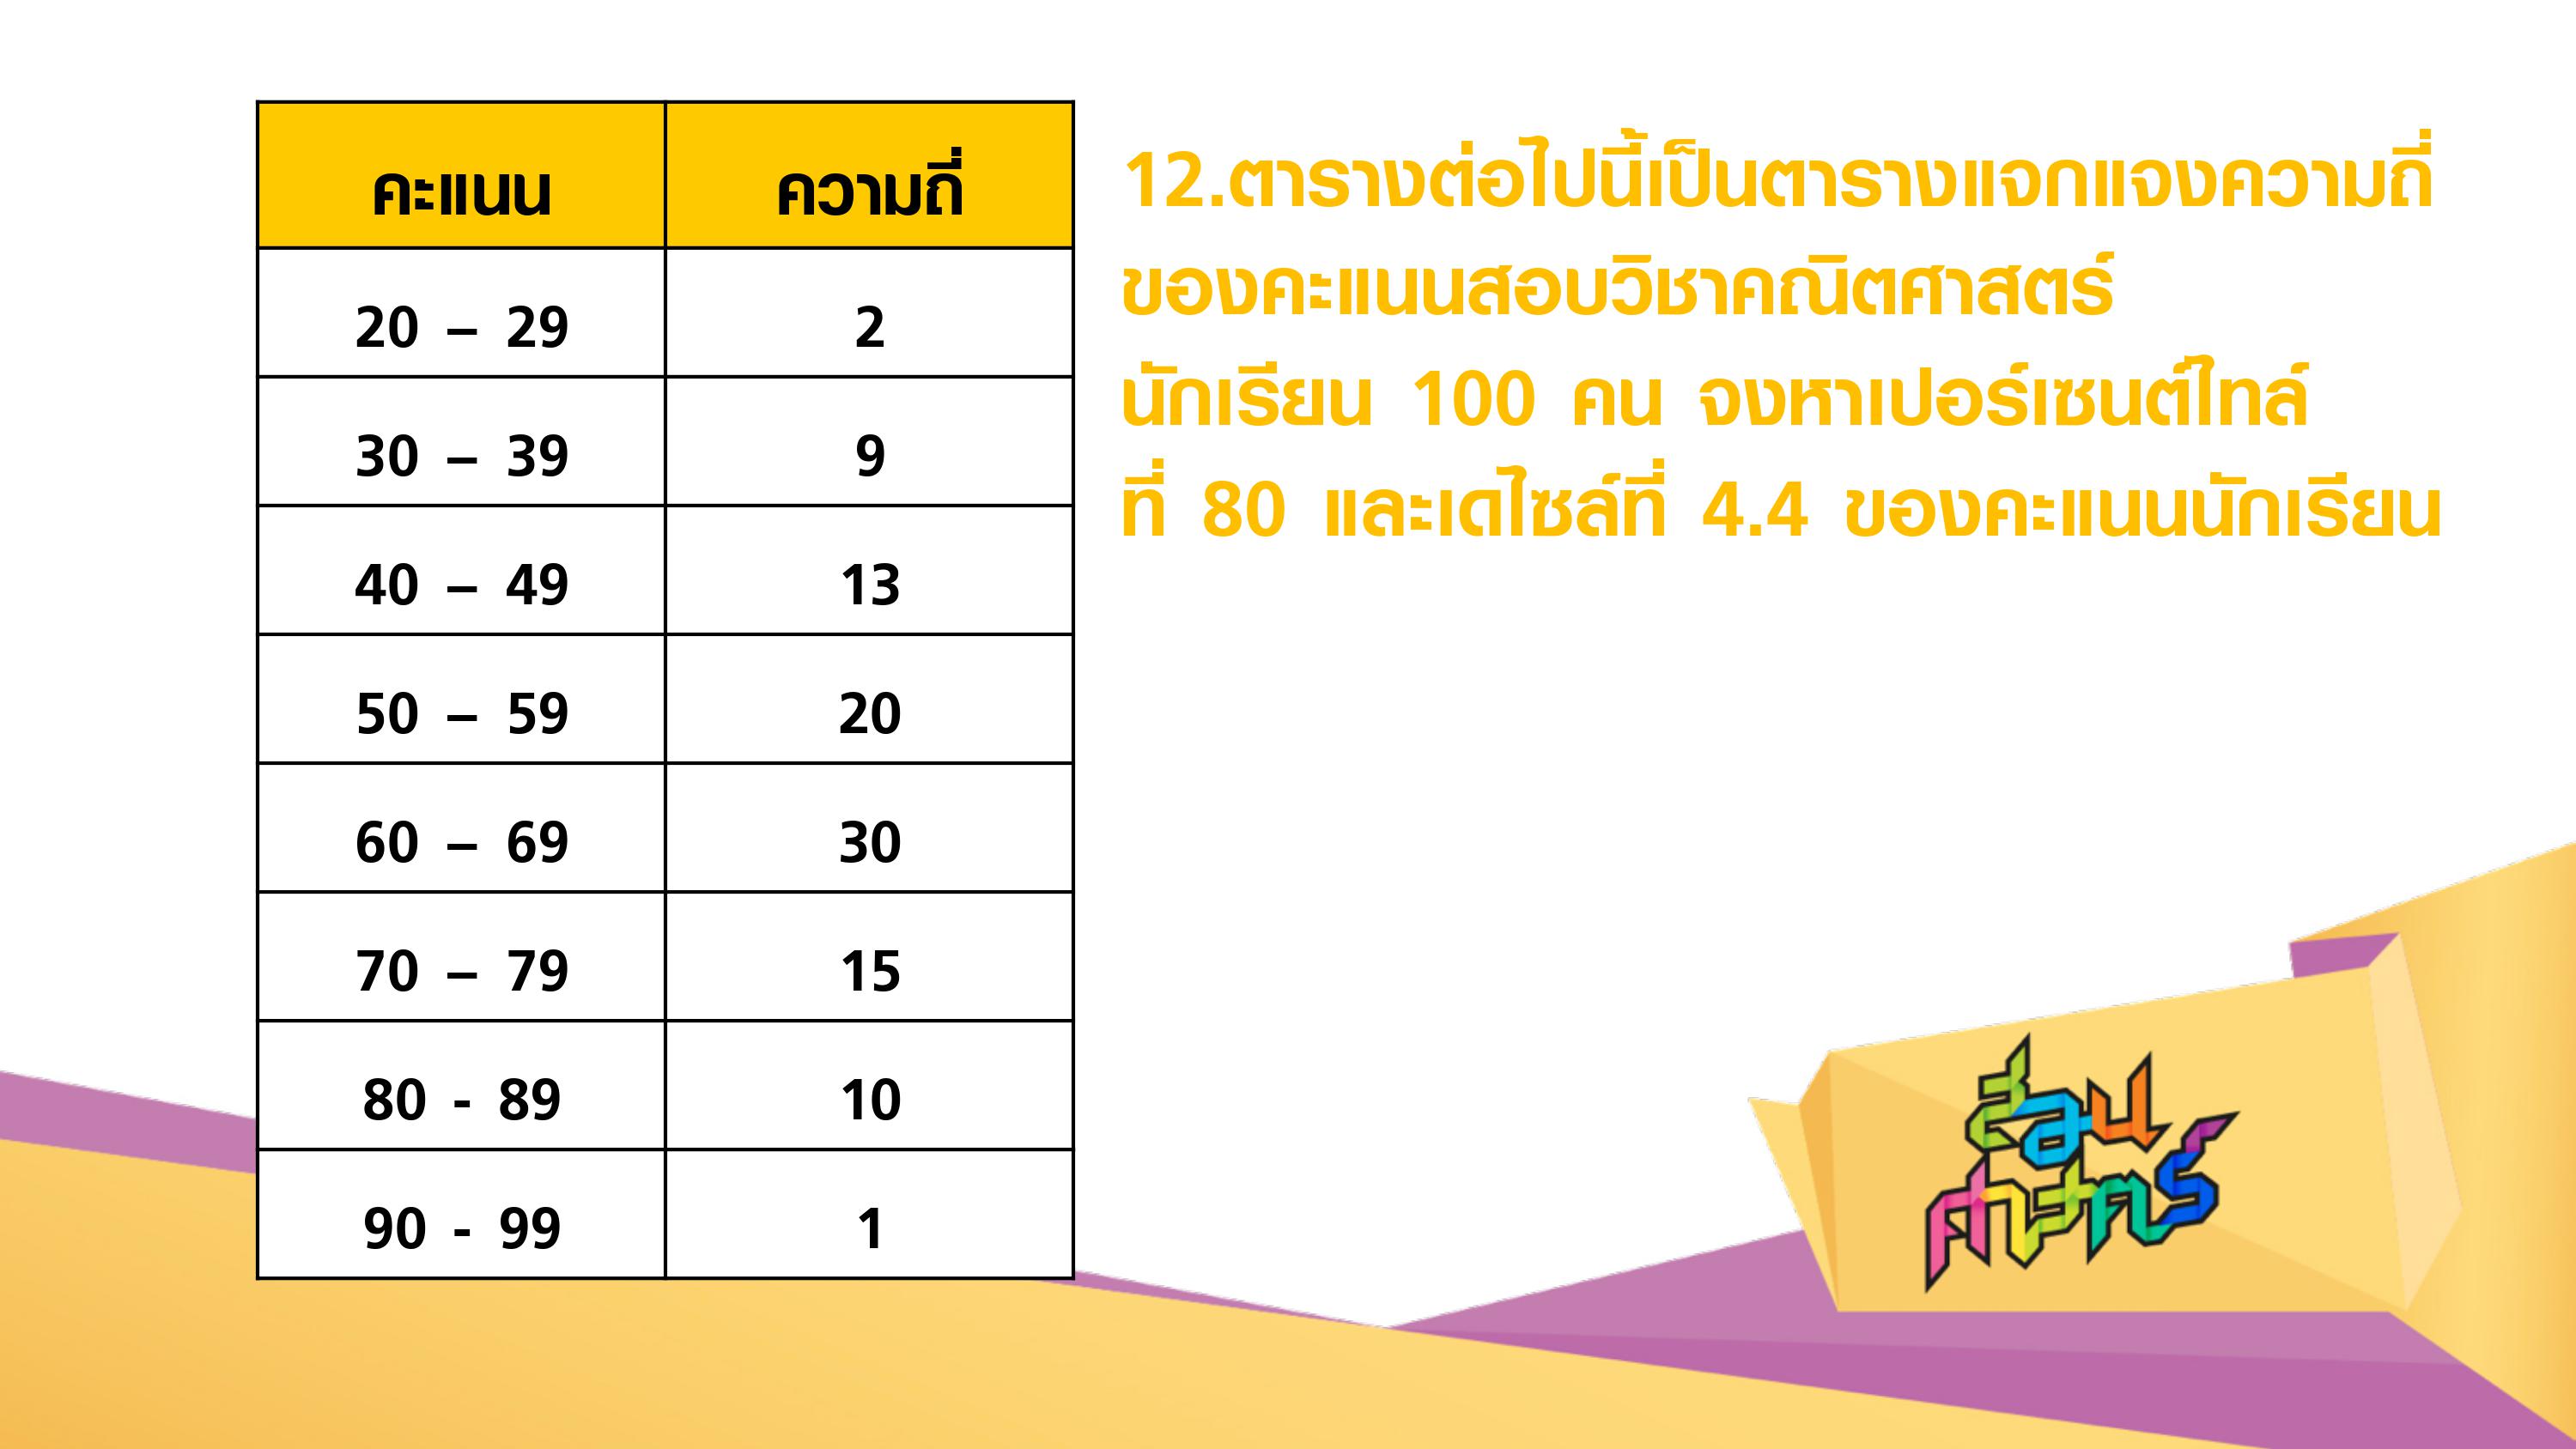 คะแนน ความถี่
20 – 29 2
30 – 39 9
40 – 49 13
50 – 59 20
60 – 69 30
70 – 79 15
80 - 89 10
90 - 99 1
12.ตารางต่อไปนี้เป็นตารางแจกแจงความถี่
ของคะแนนสอบวิชาคณิตศาสตร์
นักเรียน 100 คน จงหาเปอร์เซนต์ไทล์
ที่ 80 และเดไซล์ที่ 4.4 ของคะแนนนักเรียน
สอน
ศาสตร์